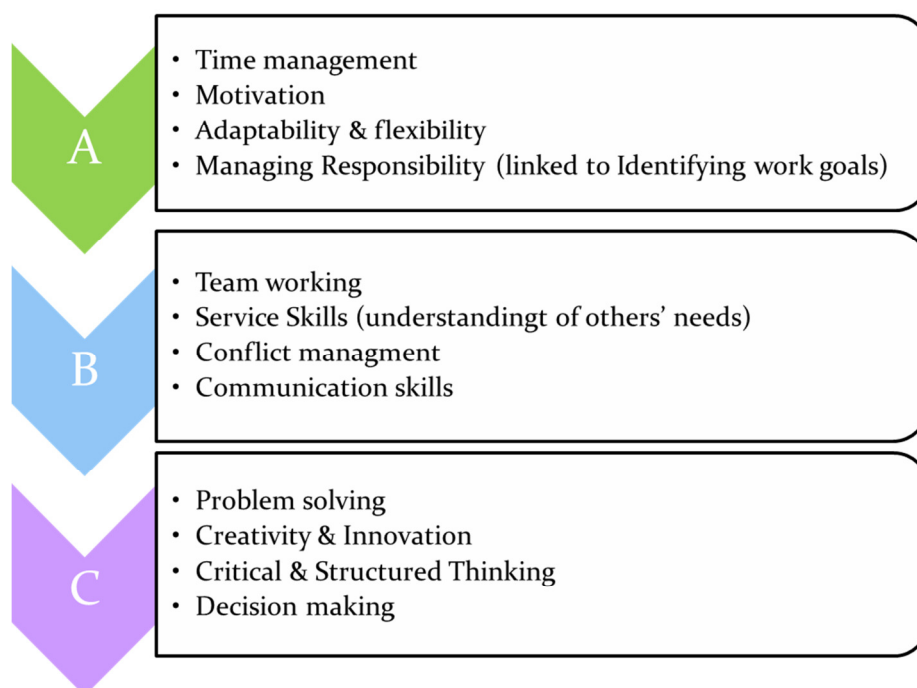 A
• Time management
• Motivation
• Adaptability & flexibility
• Managing Responsibility (linked to Identifying work goals)
B
• Team working
• Service Skills (understandingt of others’ needs)
• Conflict managment
• Communication skills
C
• Problem solving
• Creativity & Innovation
• Critical & Structured Thinking
• Decision making